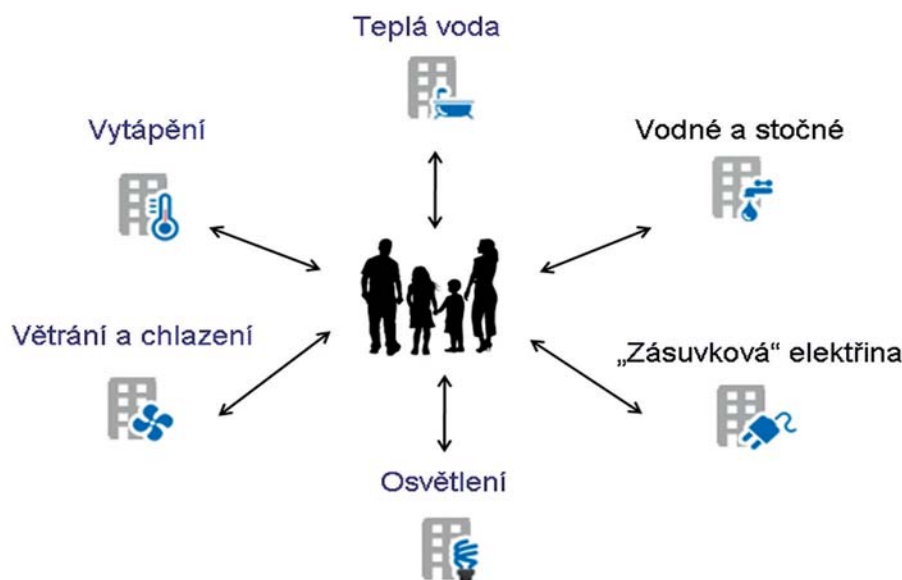 Teplá voda
Vytápění
Vodné a stočné
Větrání a chlazení
„Zásuvková“ elektřina
Osvětlení